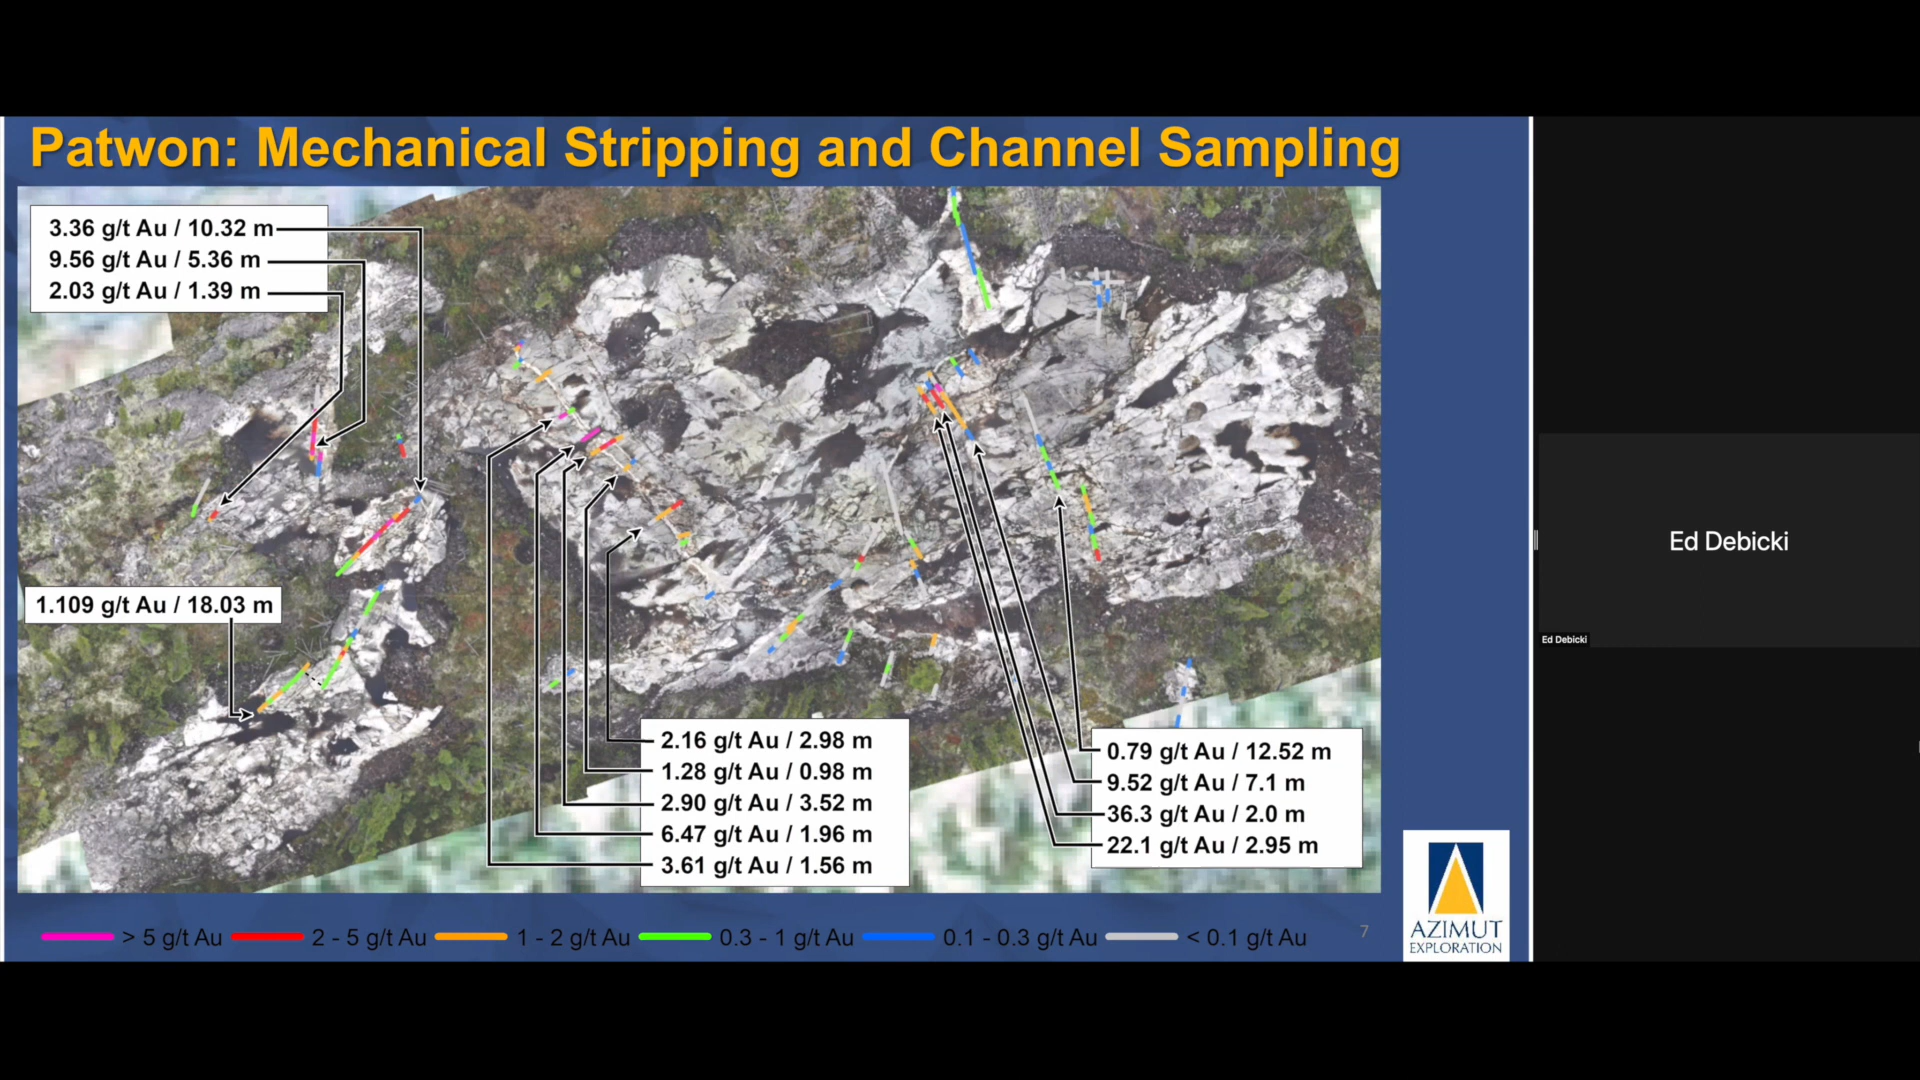 Patwon: Mechanical Stripping and Channel Sampling
3.36 g/t Au / 10.32 m
9.56 g/t Au / 5.36 m
2.03 g/t Au / 1.39 m
1.109 g/t Au / 18.03 m
2.16 g/t Au / 2.98 m
1.28 g/t Au / 0.98 m
2.90 g/t Au / 3.52 m
6.47 g/t Au / 1.96 m
3.61 g/t Au / 1.56 m
0.79 g/t Au / 12.52 m
9.52 g/t Au / 7.1 m
36.3 g/t Au / 2.0 m
22.1 g/t Au / 2.95 m
> 5 g/t Au 2 - 5 g/t Au 1 - 2 g/t Au 0.3 - 1 g/t Au 0.1 - 0.3 g/t Au < 0.1 g/t Au
7
AZIMUT
EXPLORATION
Ed Debicki
Ed Debicki